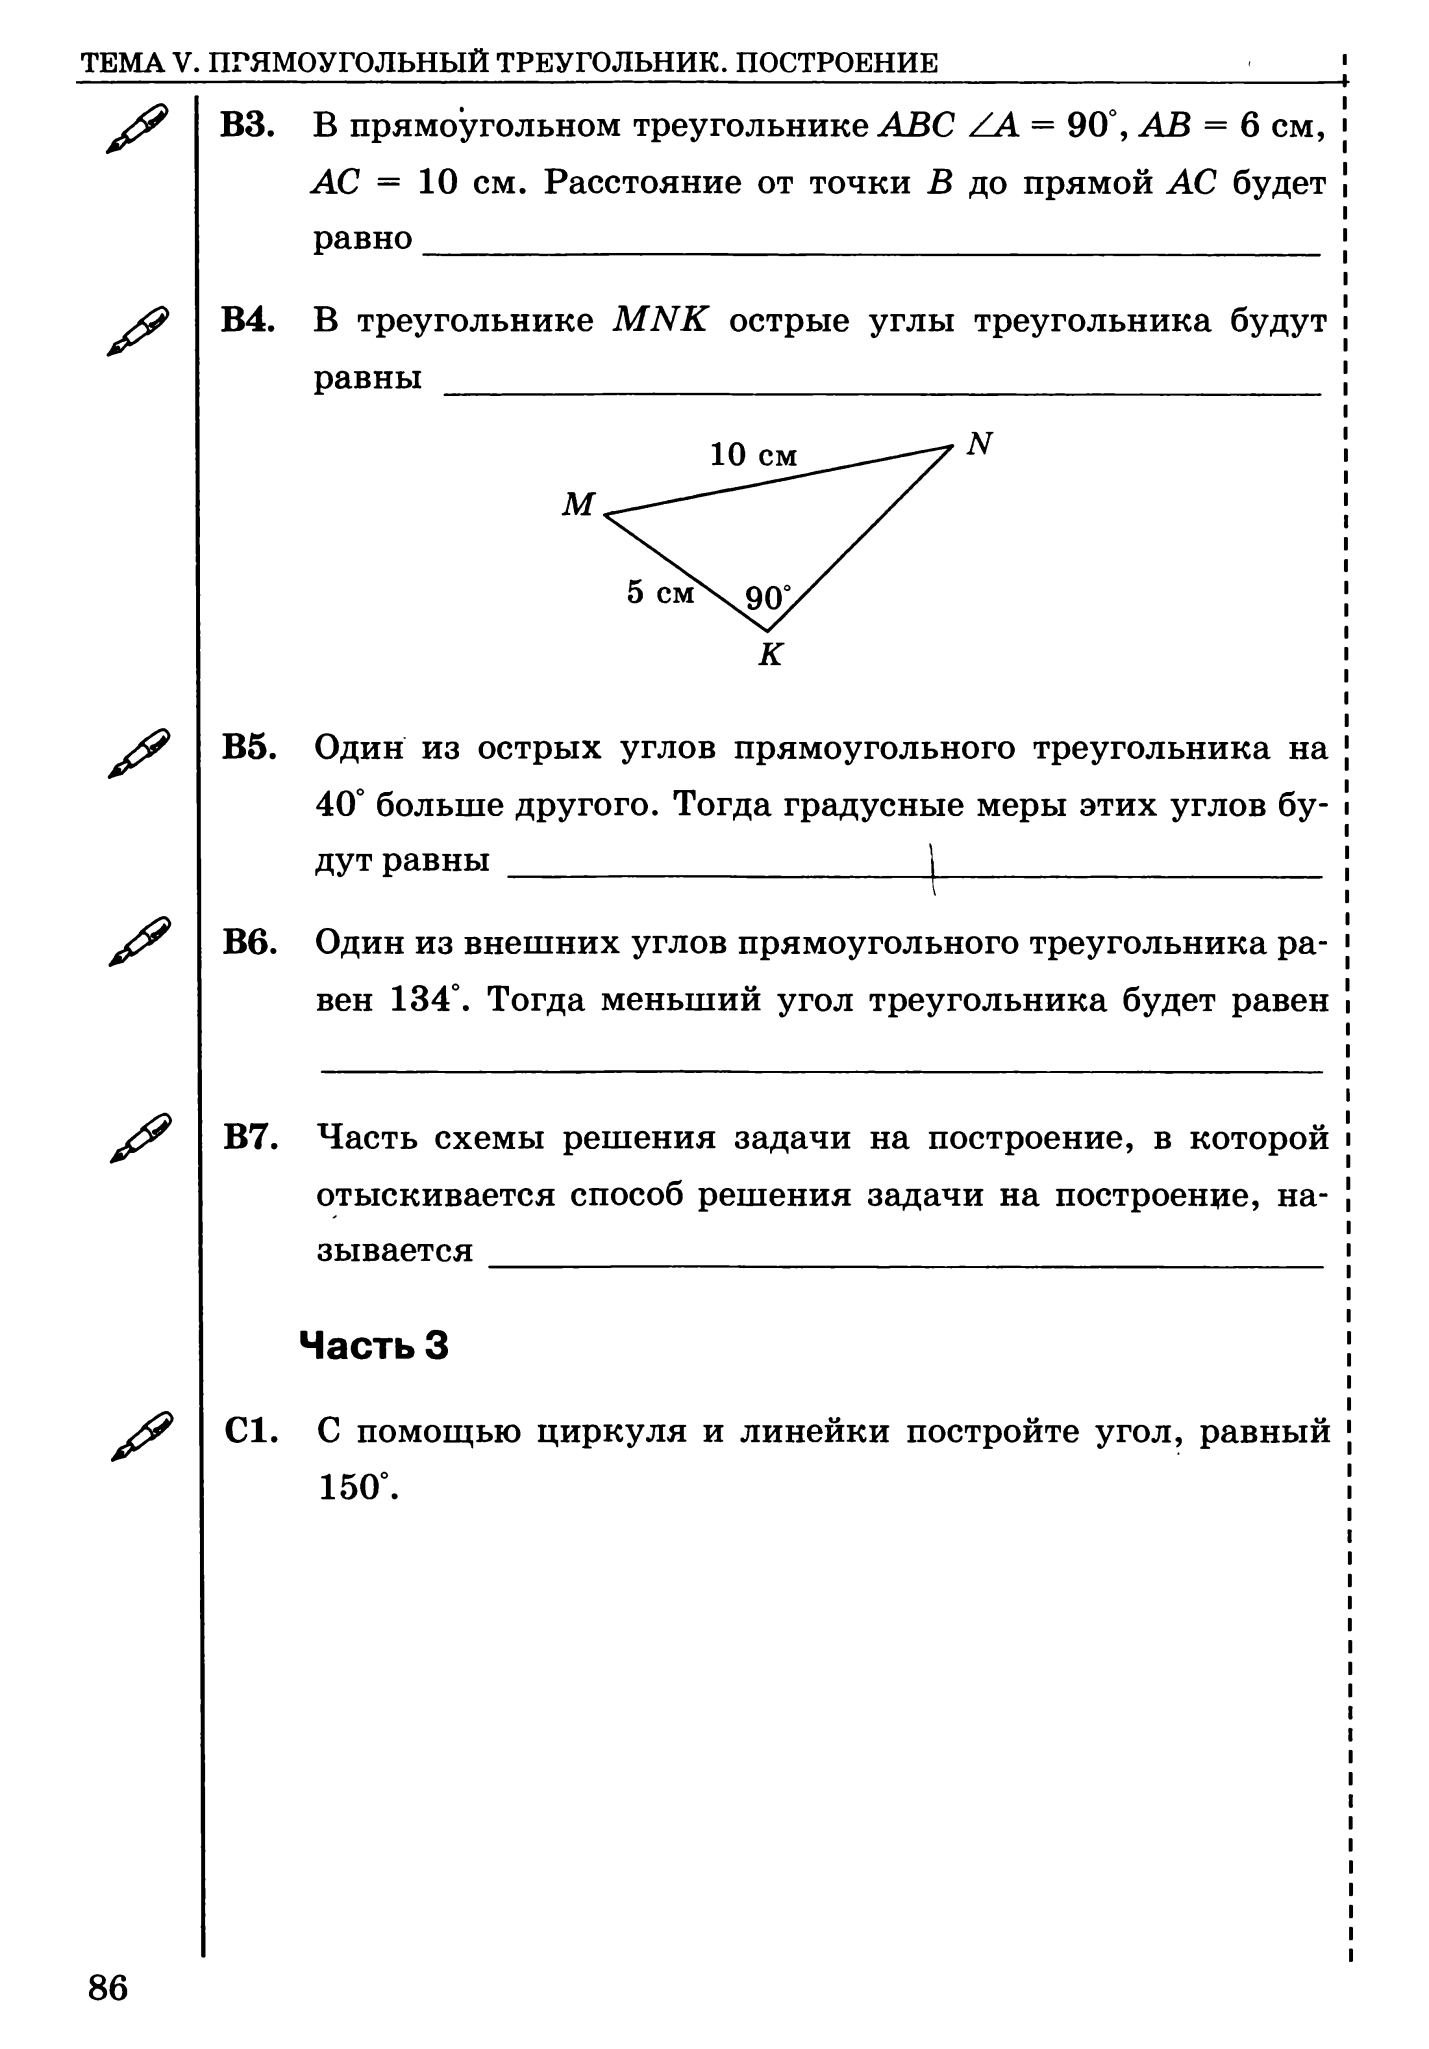 ТЕМА V. ПРЯМОУГОЛЬНЫЙ ТРЕУГОЛЬНИК. ПОСТРОЕНИЕ
В3. В прямоугольном треугольнике ABC ∠A = 90°, AB = 6 см,
AC = 10 см. Расстояние от точки B до прямой AC будет
равно
В4. В треугольнике MNK острые углы треугольника будут
равны
10 см
N
M
5 см
90°
K
В5. Один из острых углов прямоугольного треугольника на
40° больше другого. Тогда градусные меры этих углов бу-
дут равны
В6. Один из внешних углов прямоугольного треугольника ра-
вен 134°. Тогда меньший угол треугольника будет равен
В7. Часть схемы решения задачи на построение, в которой
отыскивается способ решения задачи на построение, на-
зывается
Часть 3
С1. С помощью циркуля и линейки постройте угол, равный
150°.
86